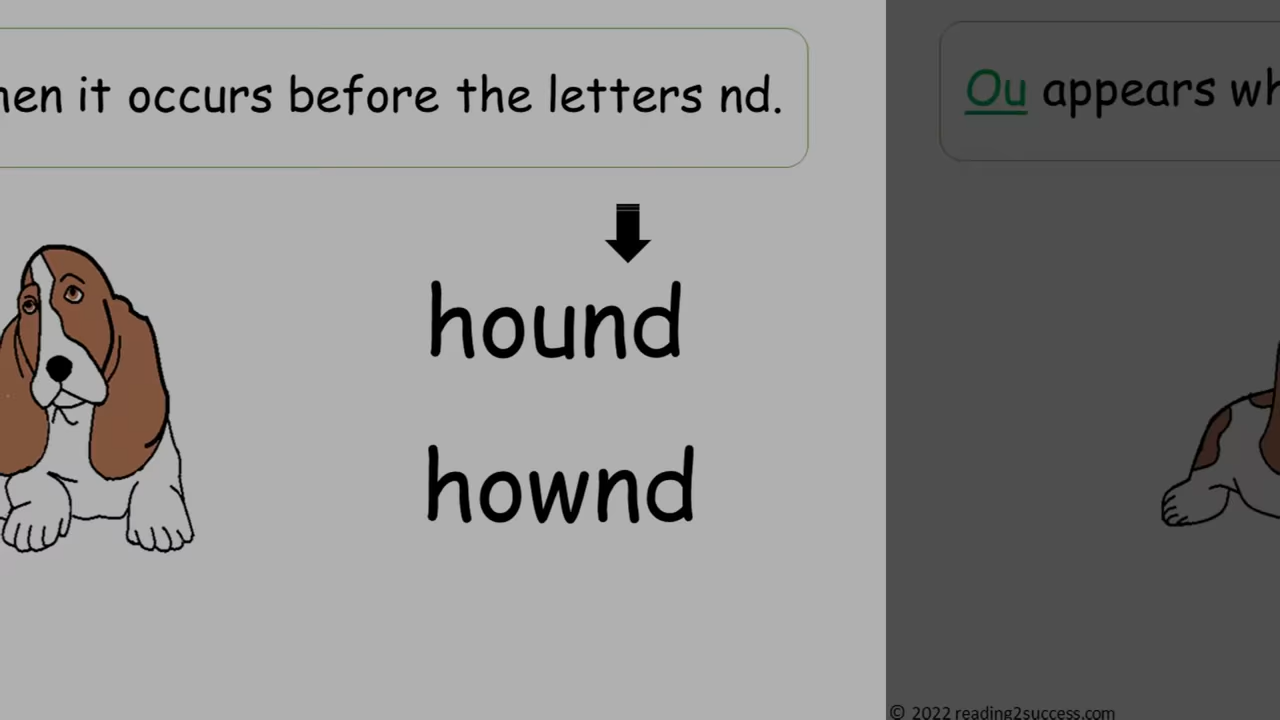 hen it occurs before the letters nd.
Ou appears wh
hound
hownd
© 2022 reading2success.com